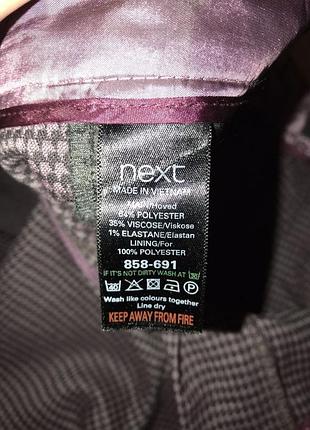 next
MADE IN VIETNAM
MAIN/Hoved
64% POLYESTER
35% VISCOSE/Viskose
1% ELASTANE/Elastan
LINING/For
100% POLYESTER
858-691
IF IT'S NOT DIRTY WASH AT
P
Wash like colours together
Line dry
KEEP AWAY FROM FIRE